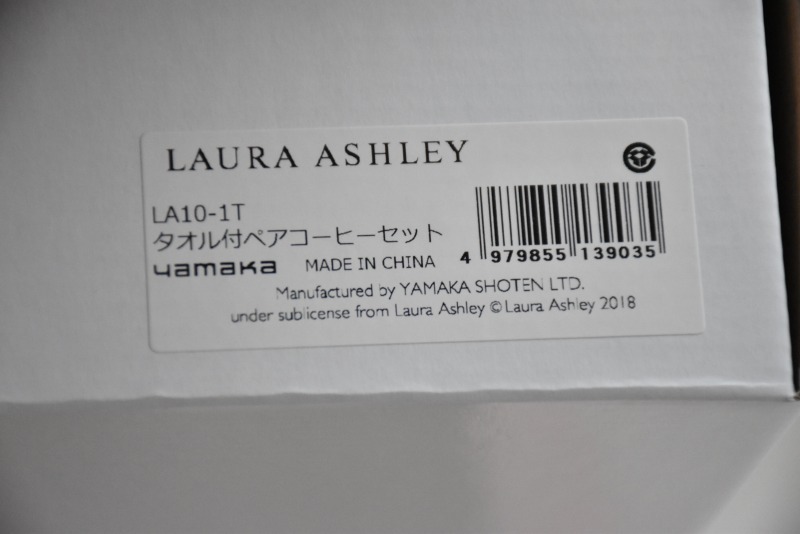 LAURA ASHLEY
LA10-1T
タオル付ペアコーヒーセット
yamaka MADE IN CHINA
4 979855 139035
Manufactured by YAMAKA SHOTEN LTD.
under sublicense from Laura Ashley © Laura Ashley 2018